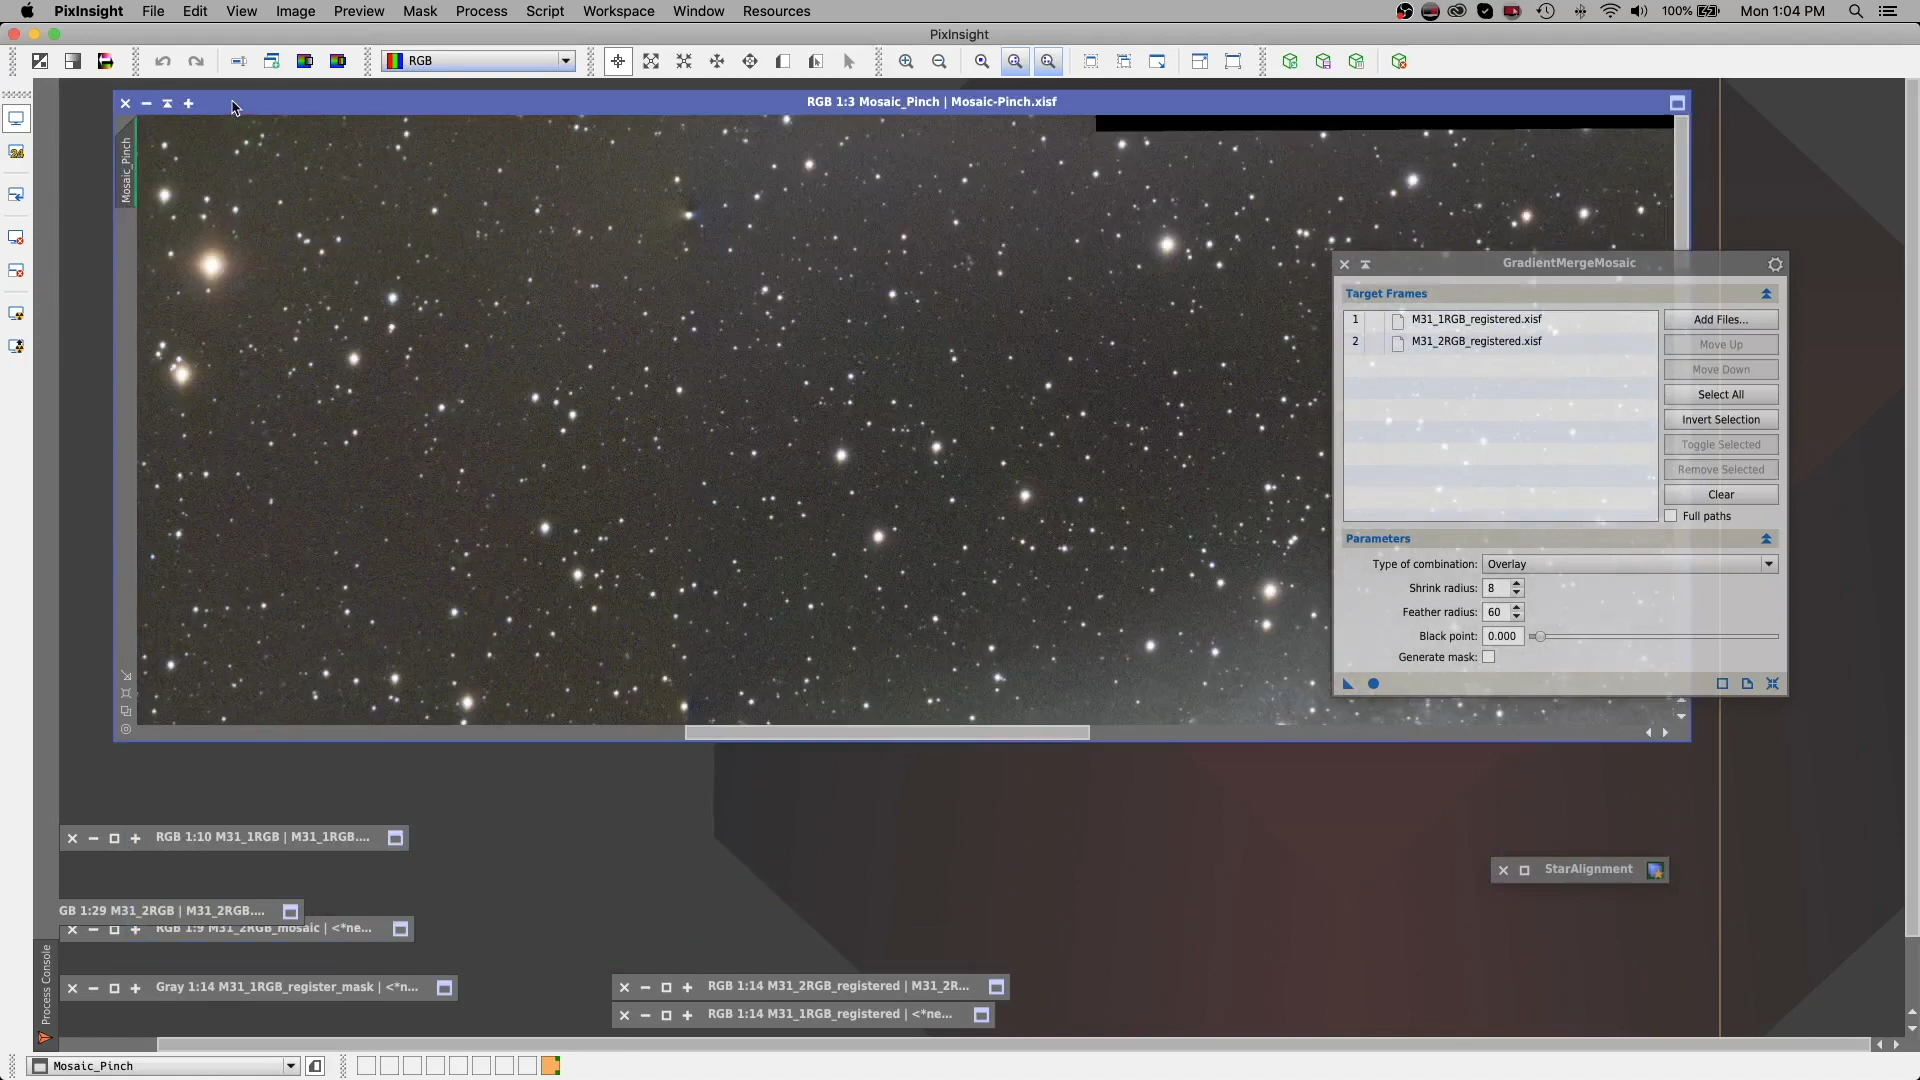 PixInsight File Edit View Image Preview Mask Process Script Workspace Window Resources 100% Mon 1:04 PM
PixInsight
RGB
RGB 1:3 Mosaic_Pinch | Mosaic-Pinch.xisf
Mosaic_Pinch
GradientMergeMosaic
Target Frames
1 M31_1RGB_registered.xisf
2 M31_2RGB_registered.xisf
Add Files...
Move Up
Move Down
Select All
Invert Selection
Toggle Selected
Remove Selected
Clear
Full paths
Parameters
Type of combination: Overlay
Shrink radius: 8
Feather radius: 60
Black point: 0.000
Generate mask:
RGB 1:10 M31_1RGB | M31_1RGB....
StarAlignment
GB 1:29 M31_2RGB | M31_2RGB....
RGB 1:9 M31_2RGB_mosaic | <*ne...
Gray 1:14 M31_1RGB_register_mask | <*n...
RGB 1:14 M31_2RGB_registered | M31_2R...
RGB 1:14 M31_1RGB_registered | <*ne...
Process Console
Mosaic_Pinch